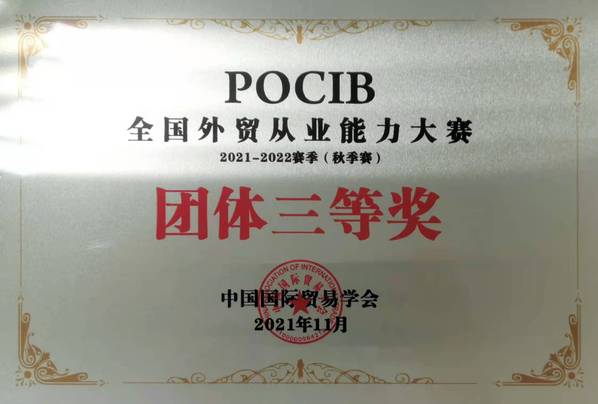 POCIB
全国外贸从业能力大赛
2021-2022赛季（秋季赛）
团体三等奖
中国国际贸易学会
2021年11月